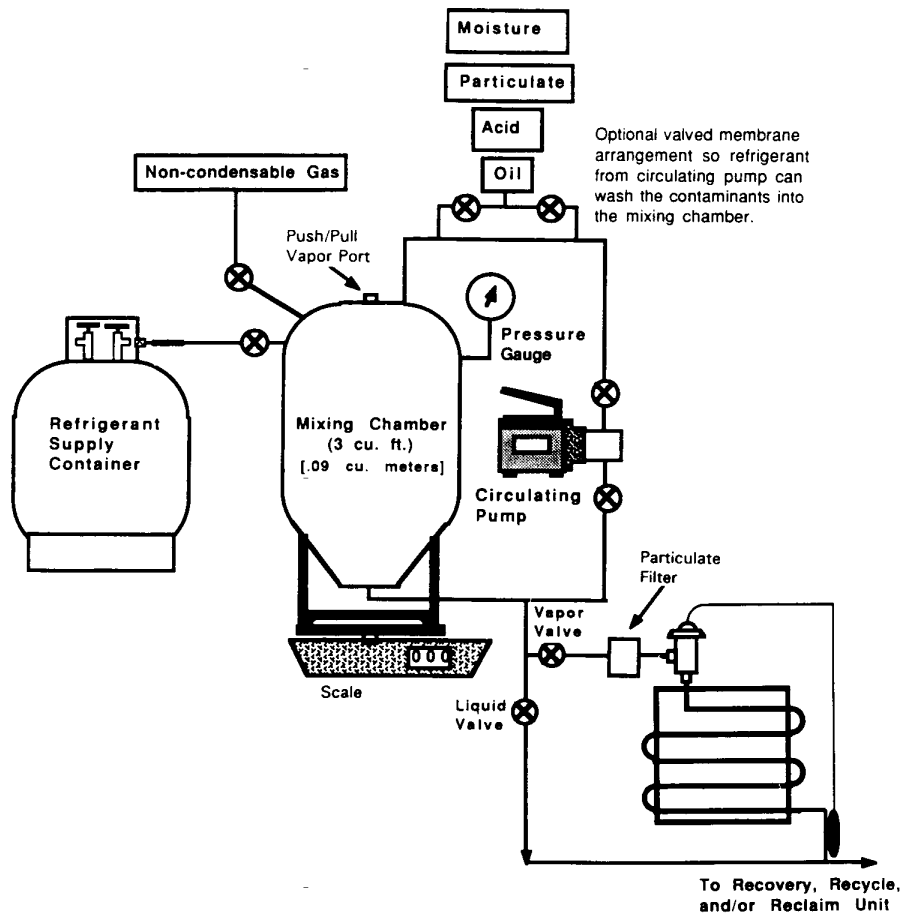 Moisture
Particulate
Acid
Oil
Optional valved membrane
arrangement so refrigerant
from circulating pump can
wash the contaminants into
the mixing chamber.
Non-condensable Gas
Push/Pull
Vapor Port
Pressure
Gauge
Refrigerant
Supply
Container
Mixing Chamber
(3 cu. ft.)
[.09 cu. meters]
Circulating
Pump
Particulate
Filter
Vapor
Valve
000
Scale
Liquid
Valve
To Recovery, Recycle,
and/or Reclaim Unit